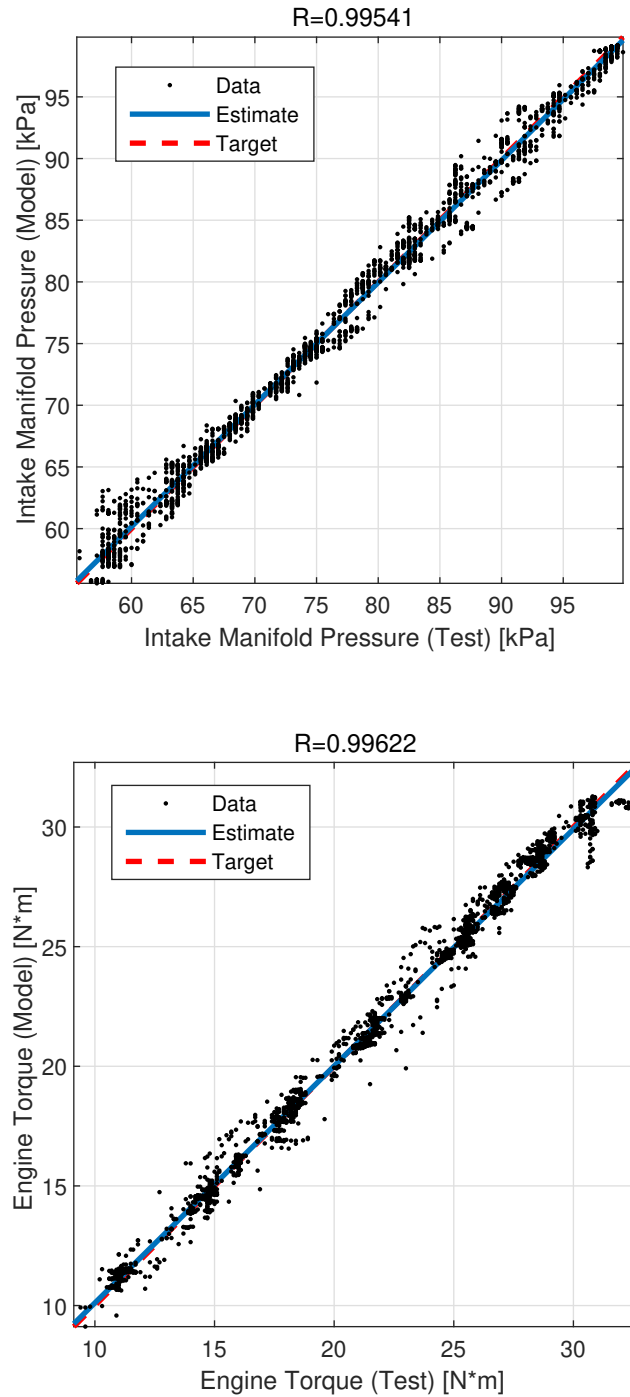 R=0.99541
Data
Estimate
Target
Intake Manifold Pressure (Model) [kPa]
95
90
85
80
75
70
65
60
60 65 70 75 80 85 90 95
Intake Manifold Pressure (Test) [kPa]
R=0.99622
Data
Estimate
Target
Engine Torque (Model) [N*m]
30
25
20
15
10
10 15 20 25 30
Engine Torque (Test) [N*m]